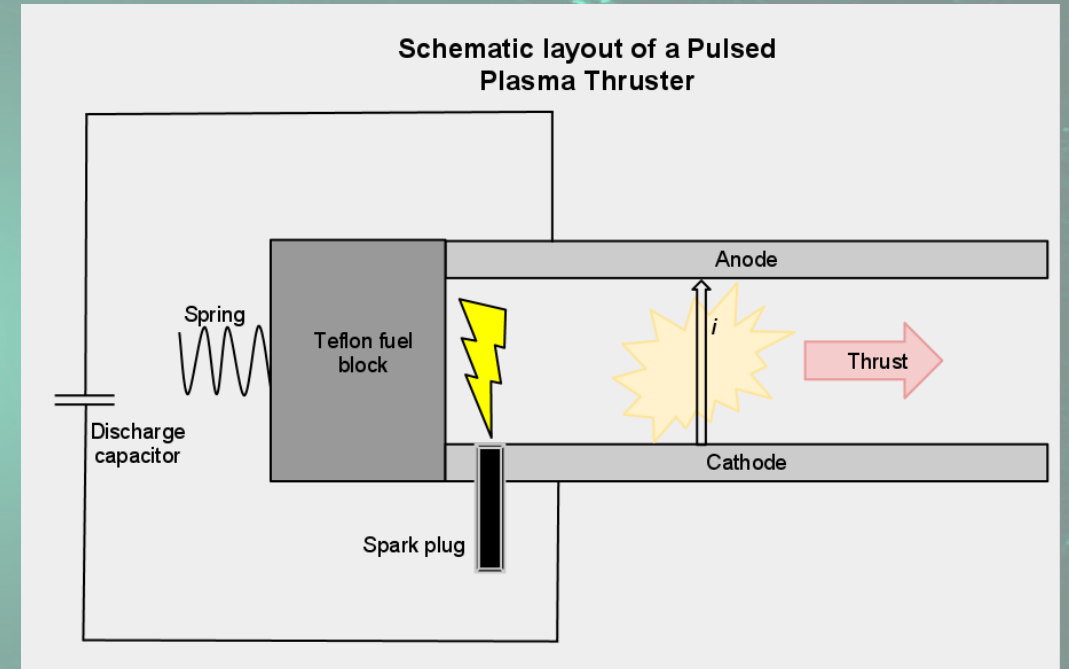 Schematic layout of a Pulsed
Plasma Thruster
Anode
Spring
i
Teflon fuel
block
Thrust
Discharge
capacitor
Cathode
Spark plug